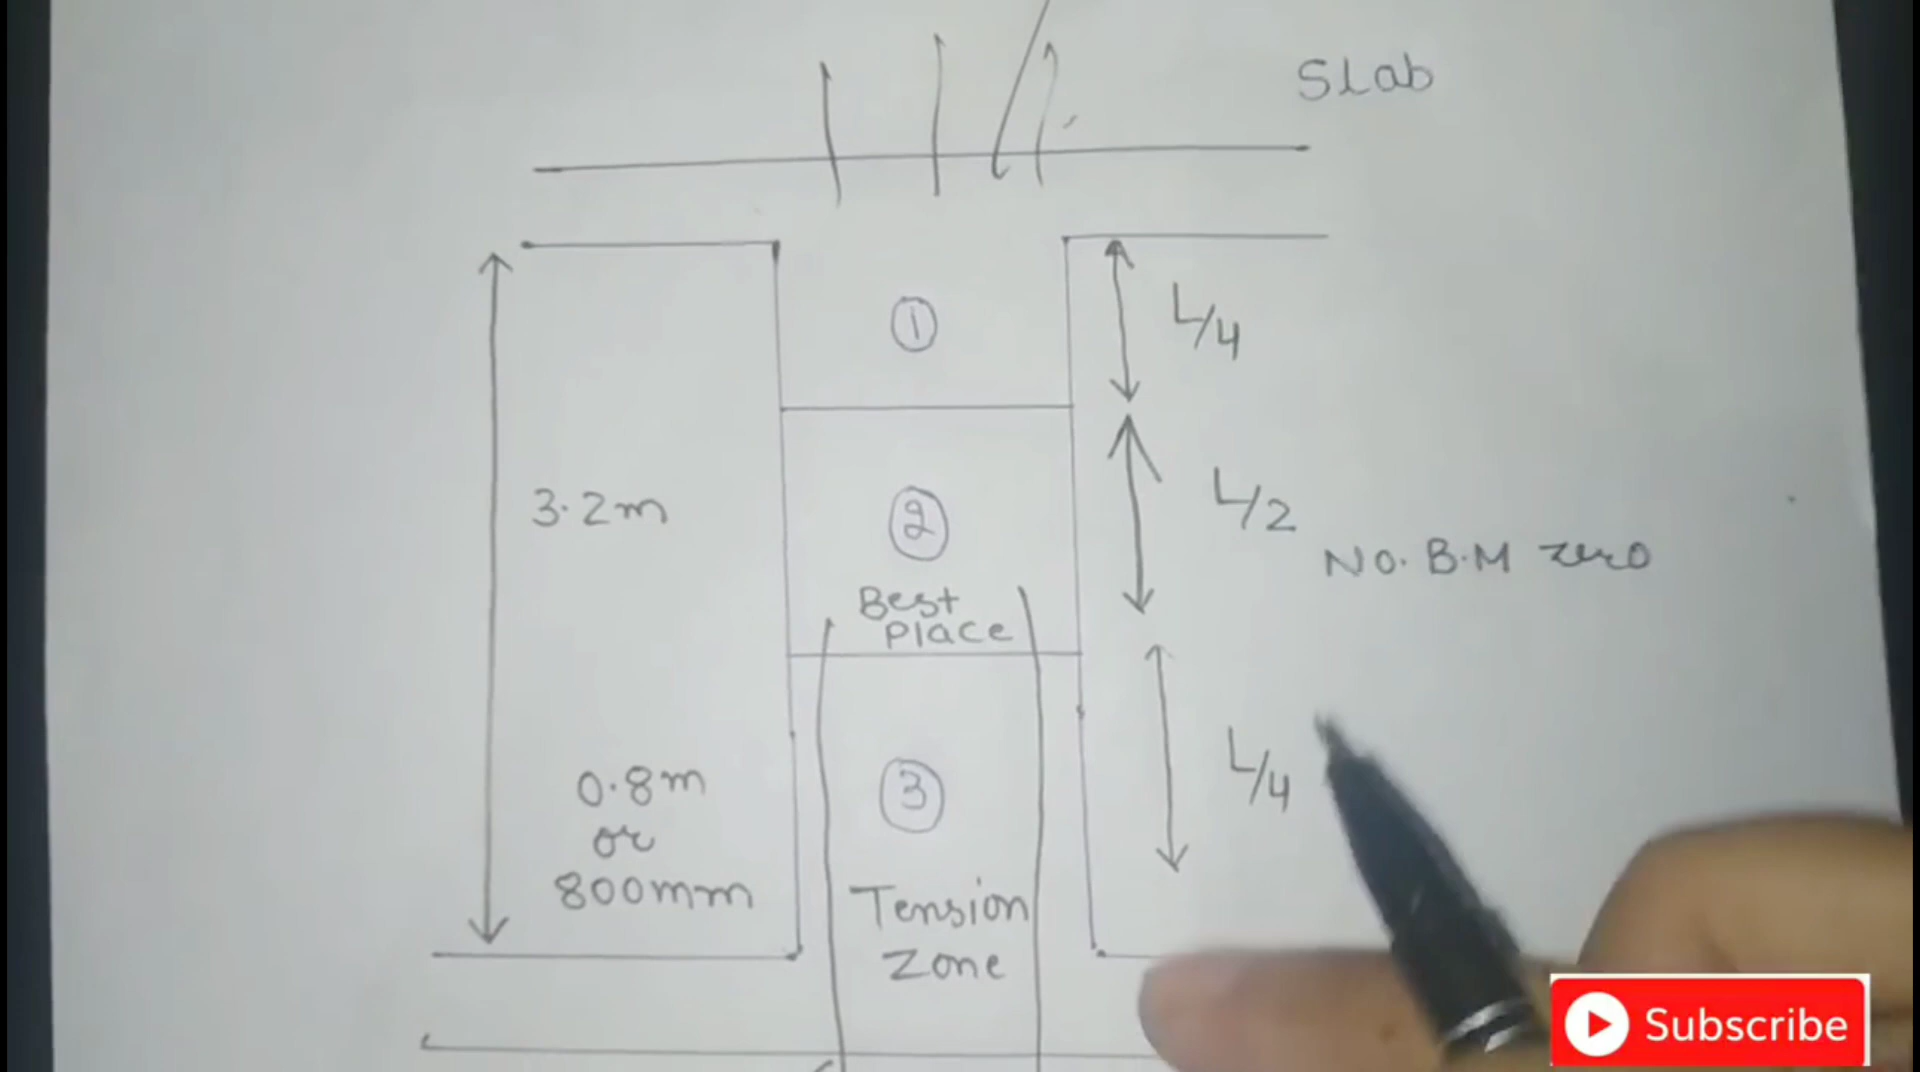 Slab
①
L/4
3.2m
②
L/2
No. B.M zero
Best
Place
③
L/4
0.8m
or
800mm
Tension
Zone
Subscribe